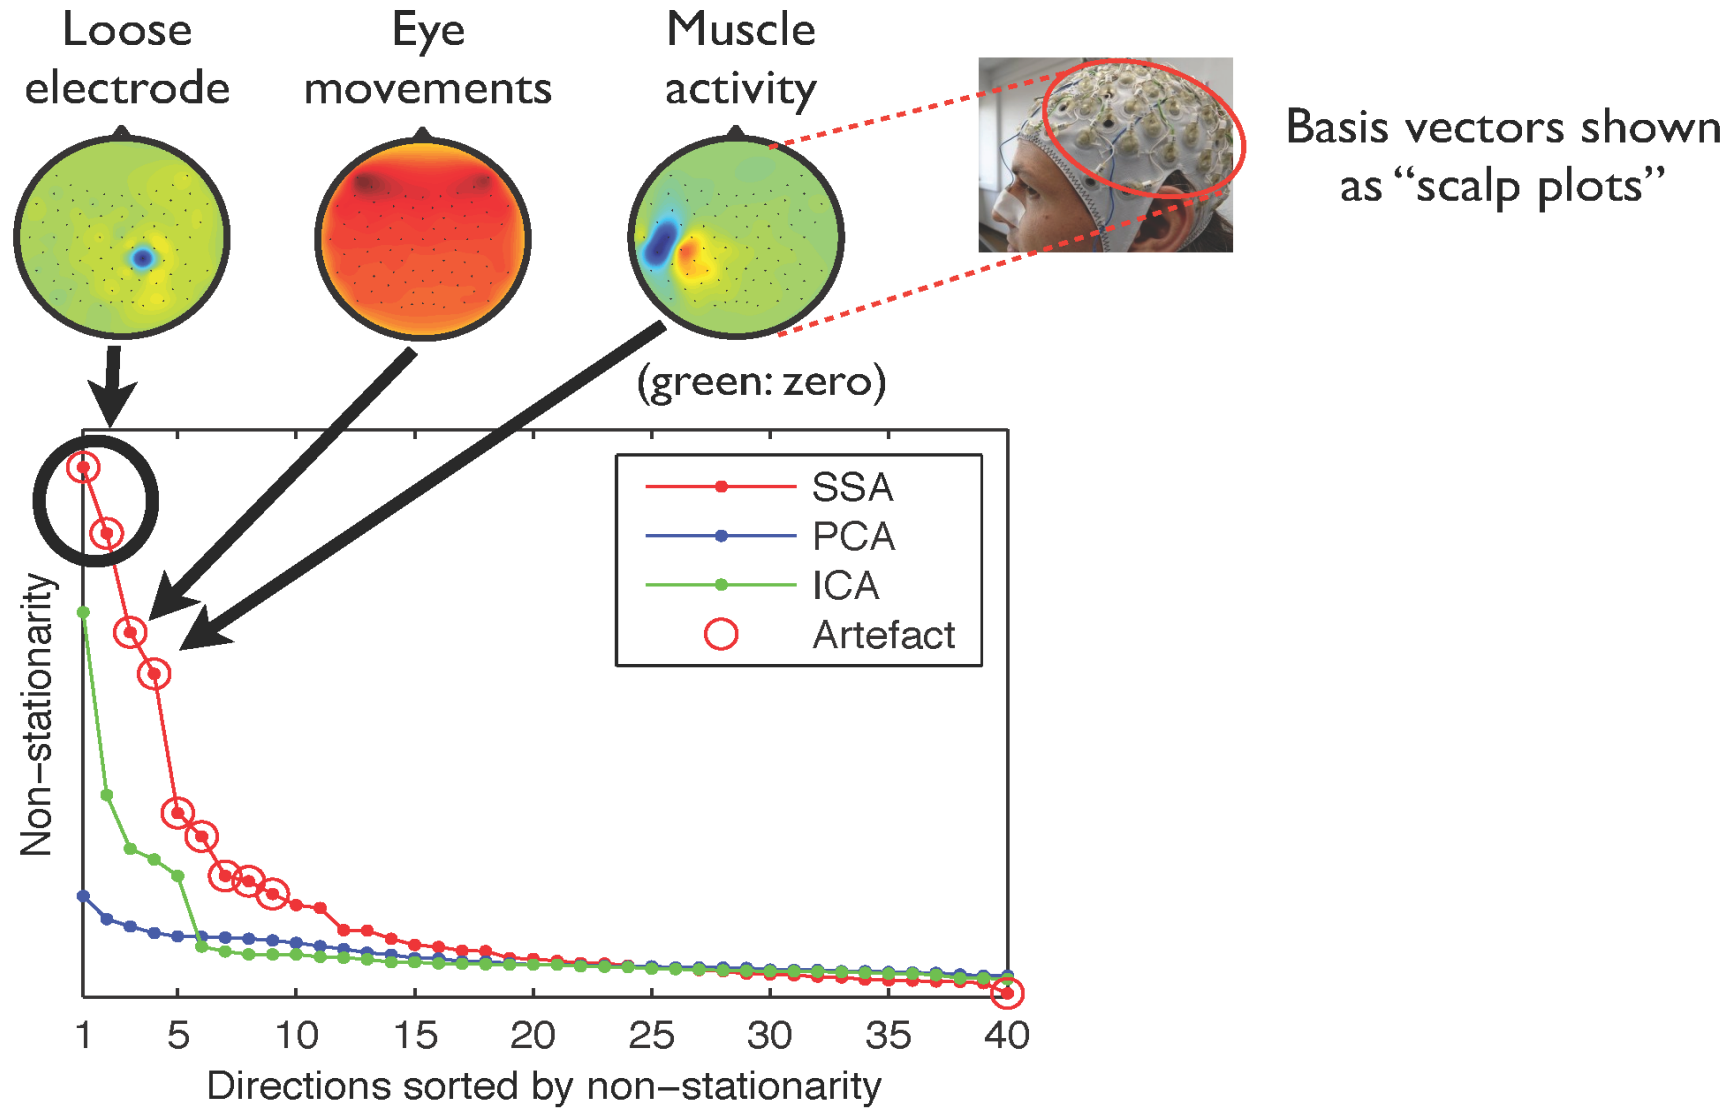 Loose
electrode
Eye
movements
Muscle
activity
Basis vectors shown
as “scalp plots”
(green: zero)
SSA
PCA
ICA
Artefact
Non–stationarity
1 5 10 15 20 25 30 35 40
Directions sorted by non–stationarity